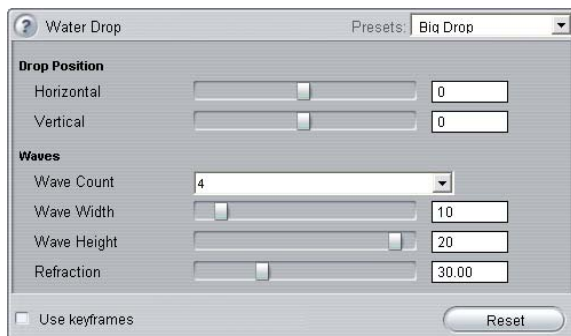 ? Water Drop Presets: Big Drop
Drop Position
Horizontal 0
Vertical 0
Waves
Wave Count 4
Wave Width 10
Wave Height 20
Refraction 30.00
Use keyframes Reset